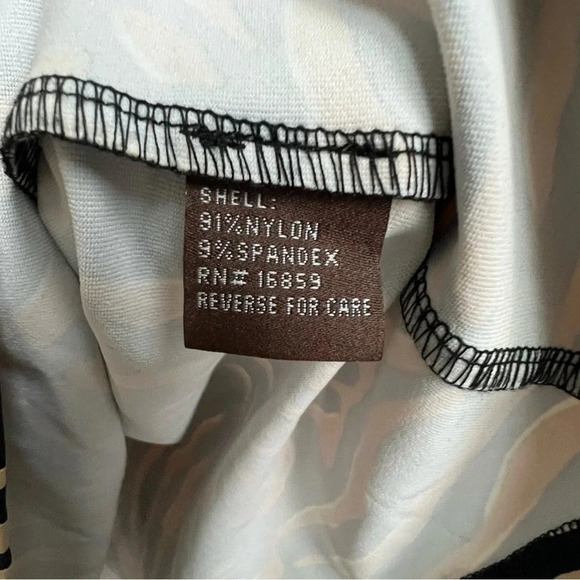 SHELL:
91%NYLON
9%SPANDEX
RN# 16859
REVERSE FOR CARE